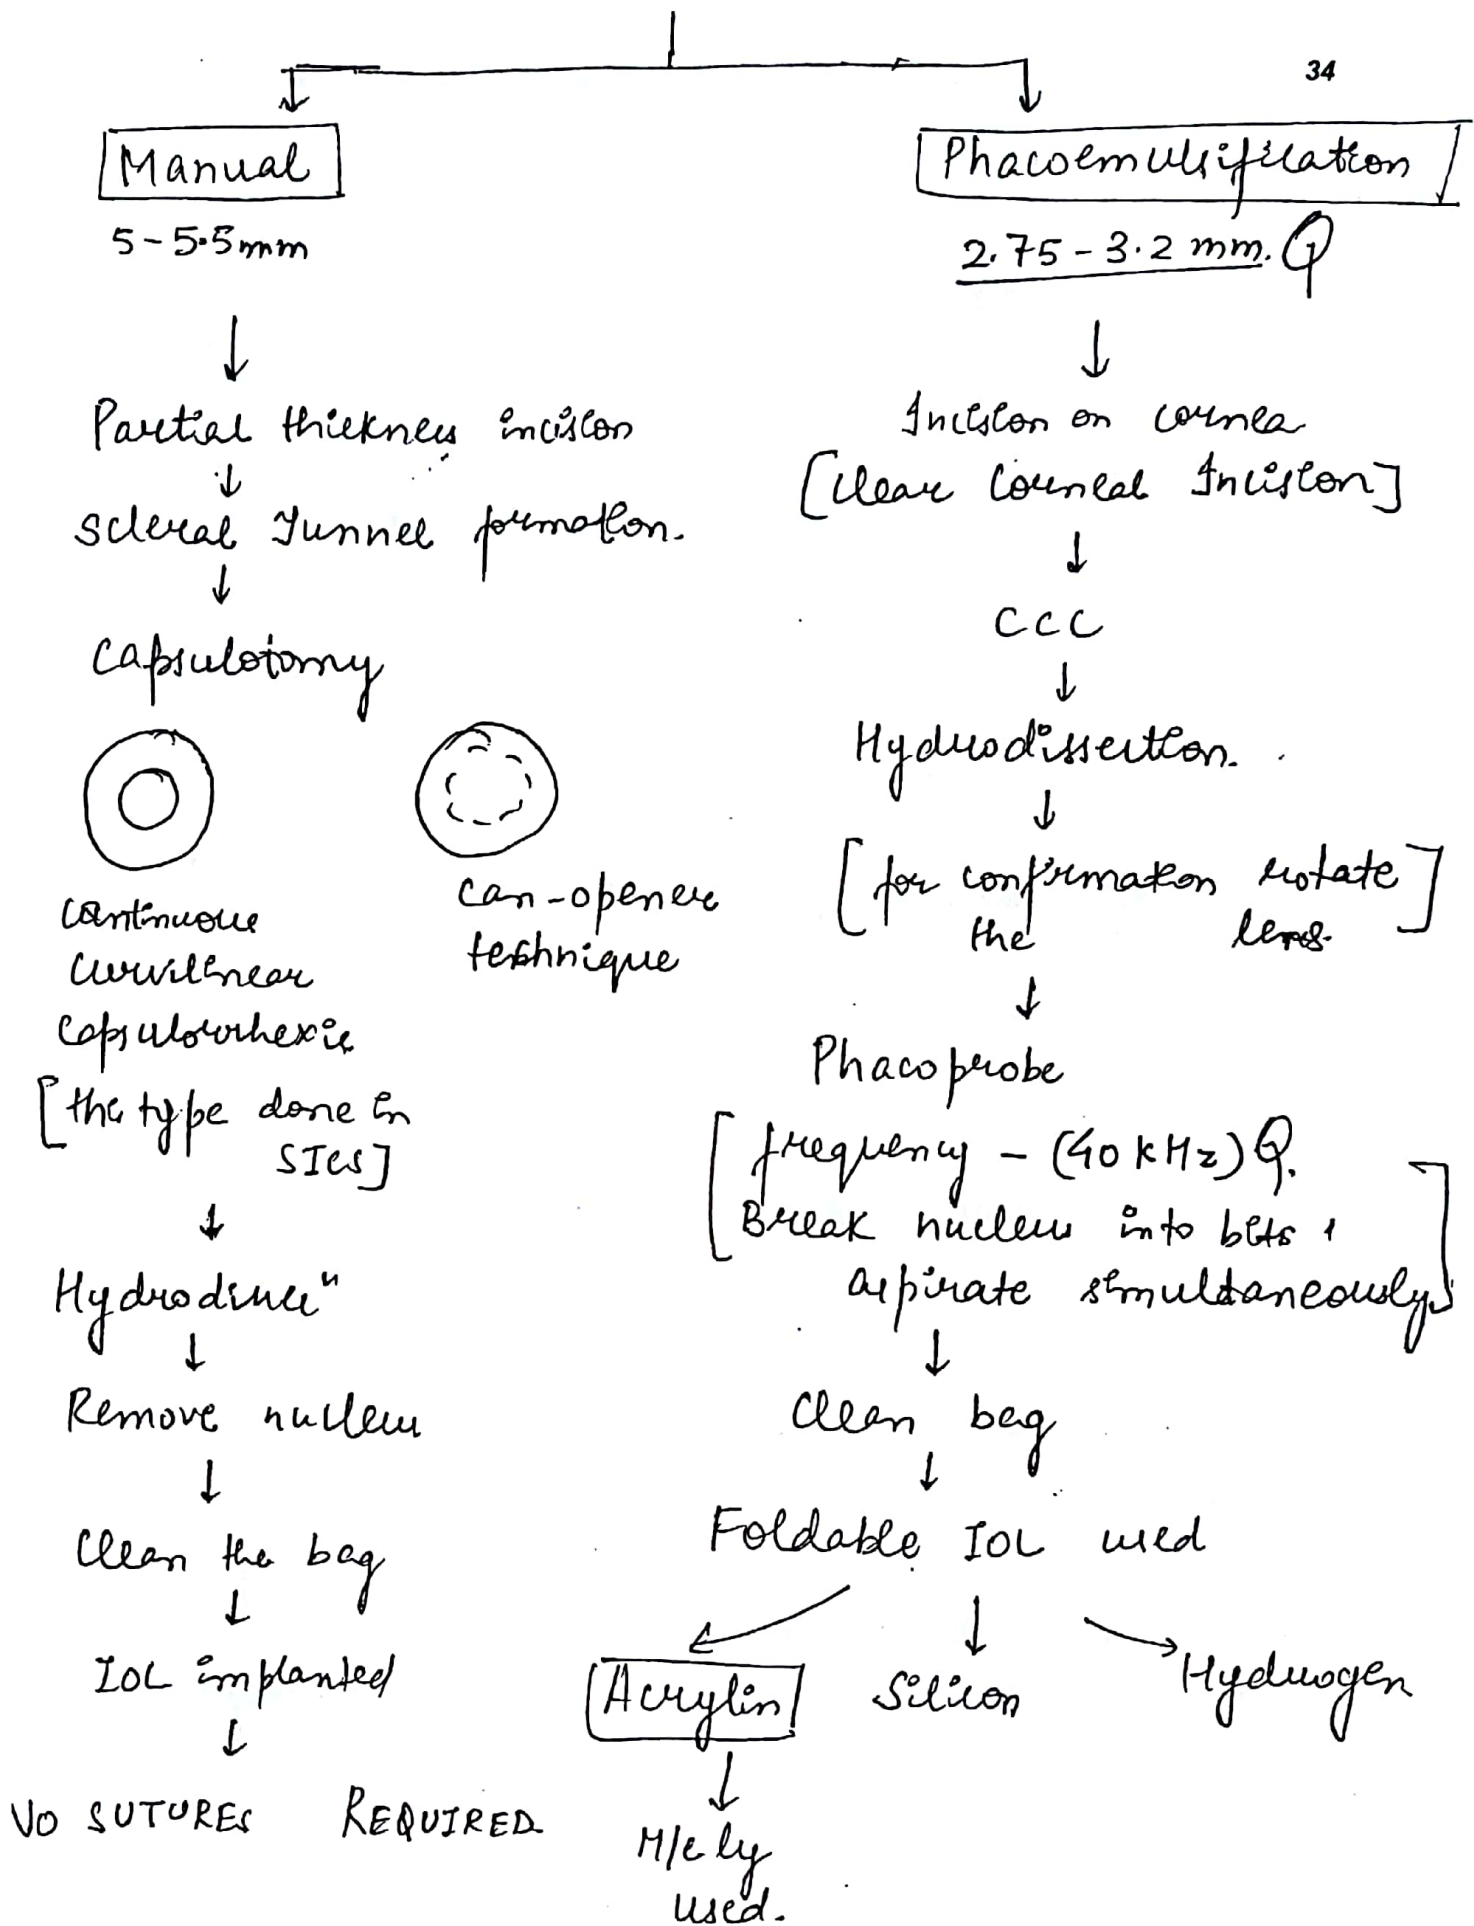 34
Manual
5-5.5mm
Partial thickness incision
Scleral Tunnel formation.
Capsulotomy
Continuous
Curvilinear
Capsulorrhexis
[the type done in
SICS]
can-opener
technique
Remove nucleus
Clean the bag
IOL implanted
NO SUTURES REQUIRED
Phacoemulsification
2.75-3.2 mm. Q
Incision on cornea
[Clear Corneal Incision]
CCC
Hydrodissection.
[for confirmation rotate]
the lens.
Phacoprobe
[frequency - (40 kHz) Q.
Break nucleus into bits &
aspirate simultaneously]
Clean bag
Foldable IOL used
Acrylin Silicon Hydrogen
M/c ly
used.